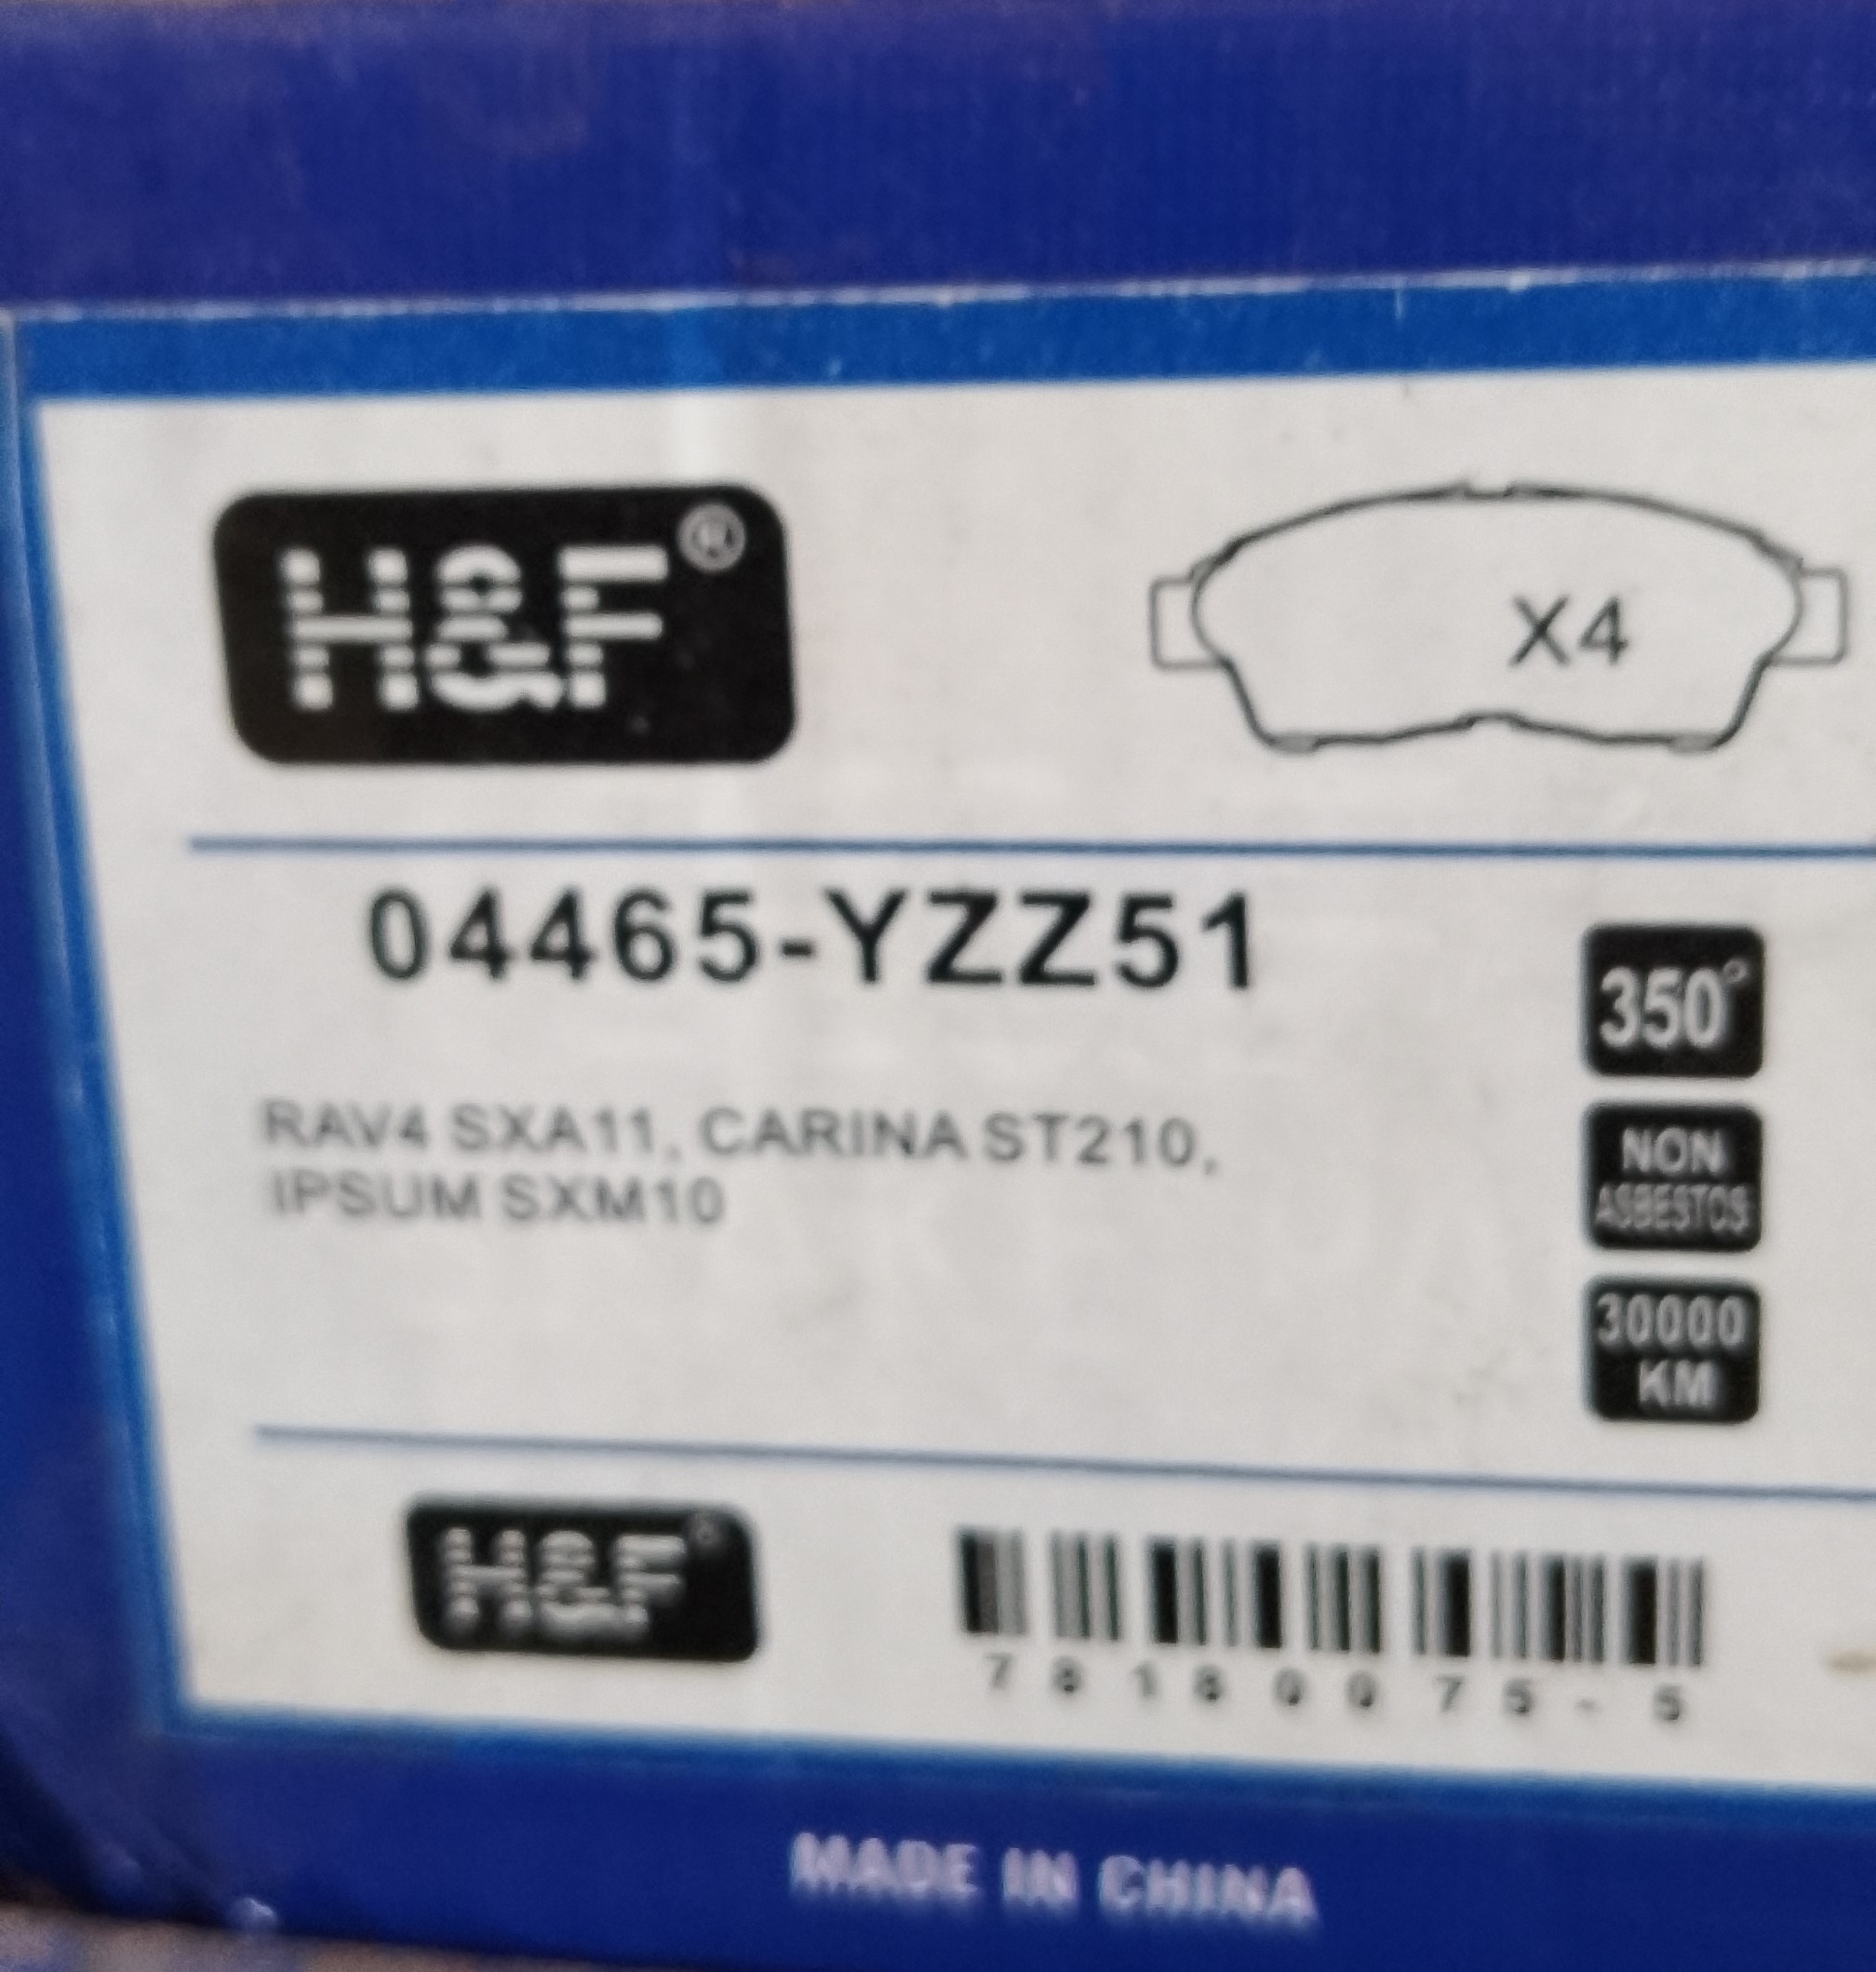 H&F®
X4
04465-YZZ51
350°
RAV4 SXA11, CARINA ST210,
IPSUM SXM10
NON
ASBESTOS
30000
KM
H&F
7 8 1 8 0 0 7 5 - 5
MADE IN CHINA